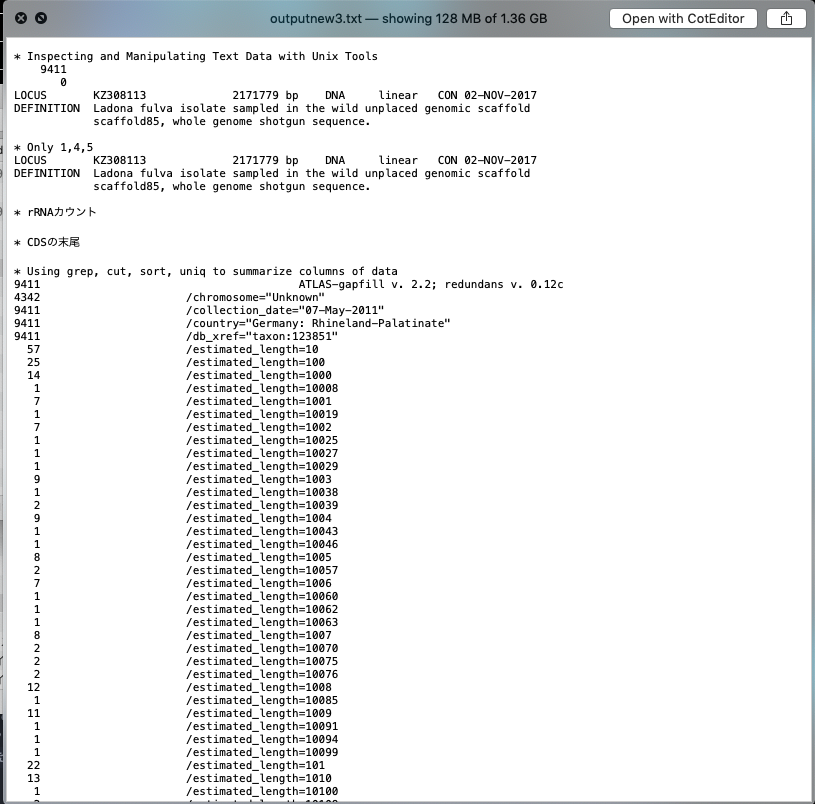 outputnew3.txt — showing 128 MB of 1.36 GB
Open with CotEditor
* Inspecting and Manipulating Text Data with Unix Tools
9411
0
LOCUS KZ308113 2171779 bp DNA linear CON 02-NOV-2017
DEFINITION Ladona fulva isolate sampled in the wild unplaced genomic scaffold
scaffold85, whole genome shotgun sequence.
* Only 1,4,5
LOCUS KZ308113 2171779 bp DNA linear CON 02-NOV-2017
DEFINITION Ladona fulva isolate sampled in the wild unplaced genomic scaffold
scaffold85, whole genome shotgun sequence.
* rRNAカウント
* CDSの末尾
* Using grep, cut, sort, uniq to summarize columns of data
9411 ATLAS-gapfill v. 2.2; redundans v. 0.12c
4342 /chromosome="Unknown"
9411 /collection_date="07-May-2011"
9411 /country="Germany: Rhineland-Palatinate"
9411 /db_xref="taxon:123851"
57 /estimated_length=10
25 /estimated_length=100
14 /estimated_length=1000
1 /estimated_length=10008
7 /estimated_length=1001
1 /estimated_length=10019
7 /estimated_length=1002
1 /estimated_length=10025
1 /estimated_length=10027
1 /estimated_length=10029
9 /estimated_length=1003
1 /estimated_length=10038
2 /estimated_length=10039
9 /estimated_length=1004
1 /estimated_length=10043
1 /estimated_length=10046
8 /estimated_length=1005
2 /estimated_length=10057
7 /estimated_length=1006
1 /estimated_length=10060
1 /estimated_length=10062
1 /estimated_length=10063
8 /estimated_length=1007
2 /estimated_length=10070
2 /estimated_length=10075
2 /estimated_length=10076
12 /estimated_length=1008
1 /estimated_length=10085
11 /estimated_length=1009
1 /estimated_length=10091
1 /estimated_length=10094
1 /estimated_length=10099
22 /estimated_length=101
13 /estimated_length=1010
1 /estimated_length=10100